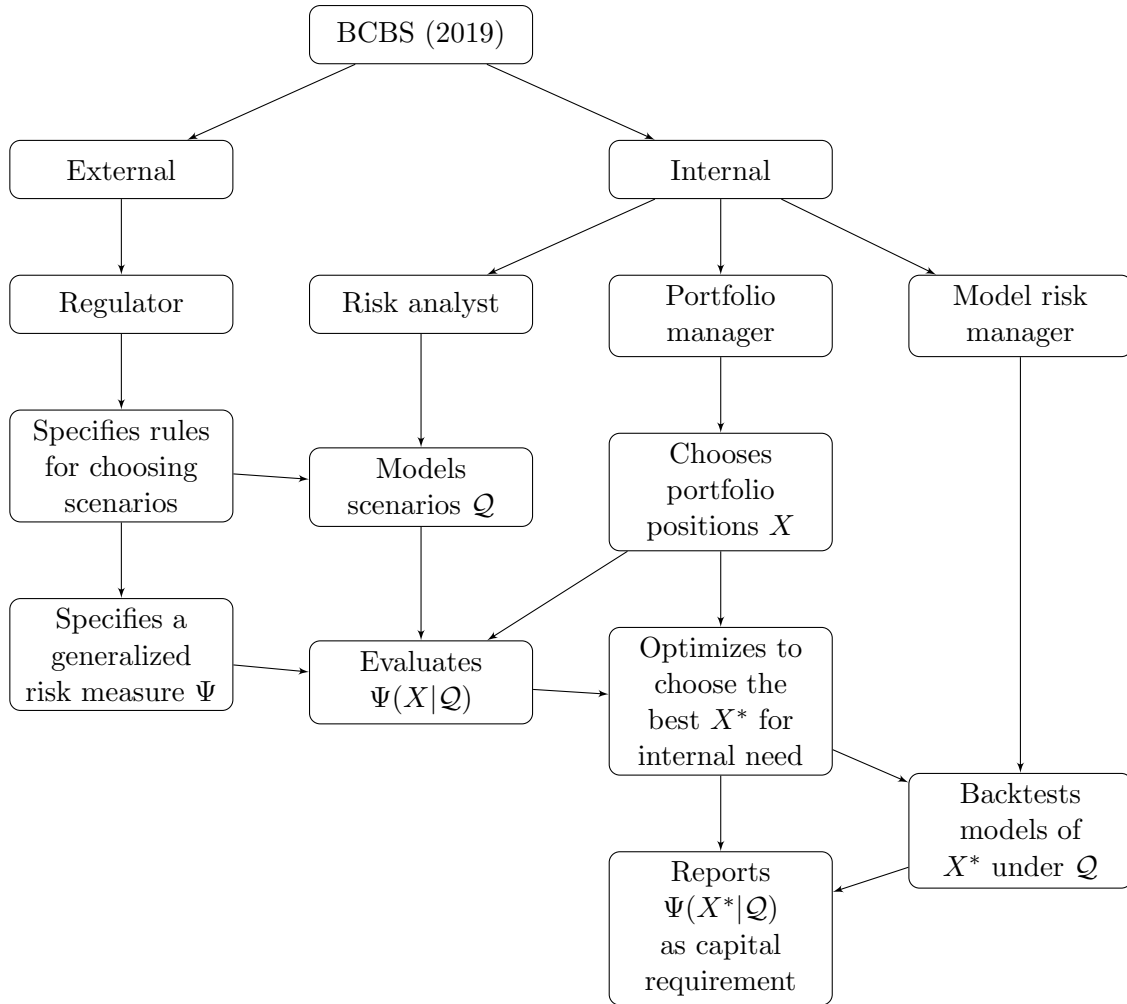 BCBS (2019)
External
Internal
Regulator
Risk analyst
Portfolio
manager
Model risk
manager
Specifies rules
for choosing
scenarios
Models
scenarios 𝒬
Chooses
portfolio
positions X
Specifies a
generalized
risk measure Ψ
Evaluates
Ψ(X|𝒬)
Optimizes to
choose the
best X* for
internal need
Backtests
models of
X* under 𝒬
Reports
Ψ(X*|𝒬)
as capital
requirement